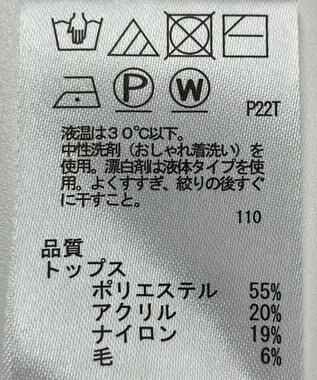 P W
P22T
液温は30℃以下。
中性洗剤（おしゃれ着洗い）を
使用。漂白剤は液体タイプを使
用。よくすすぎ、絞りの後すぐ
に干すこと。
110
品質
トップス
ポリエステル 55%
アクリル 20%
ナイロン 19%
毛 6%